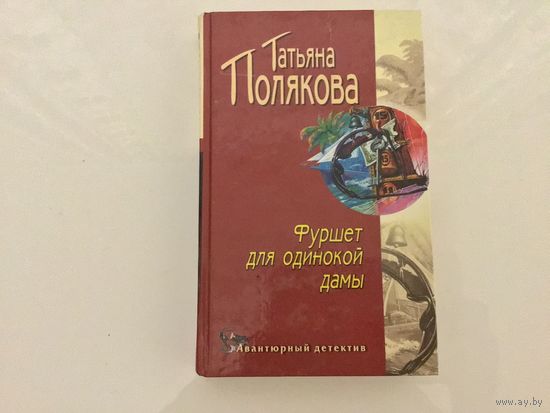 Татьяна
Полякова
Фуршет
для одинокой
дамы
Авантюрный детектив
www.ay.by